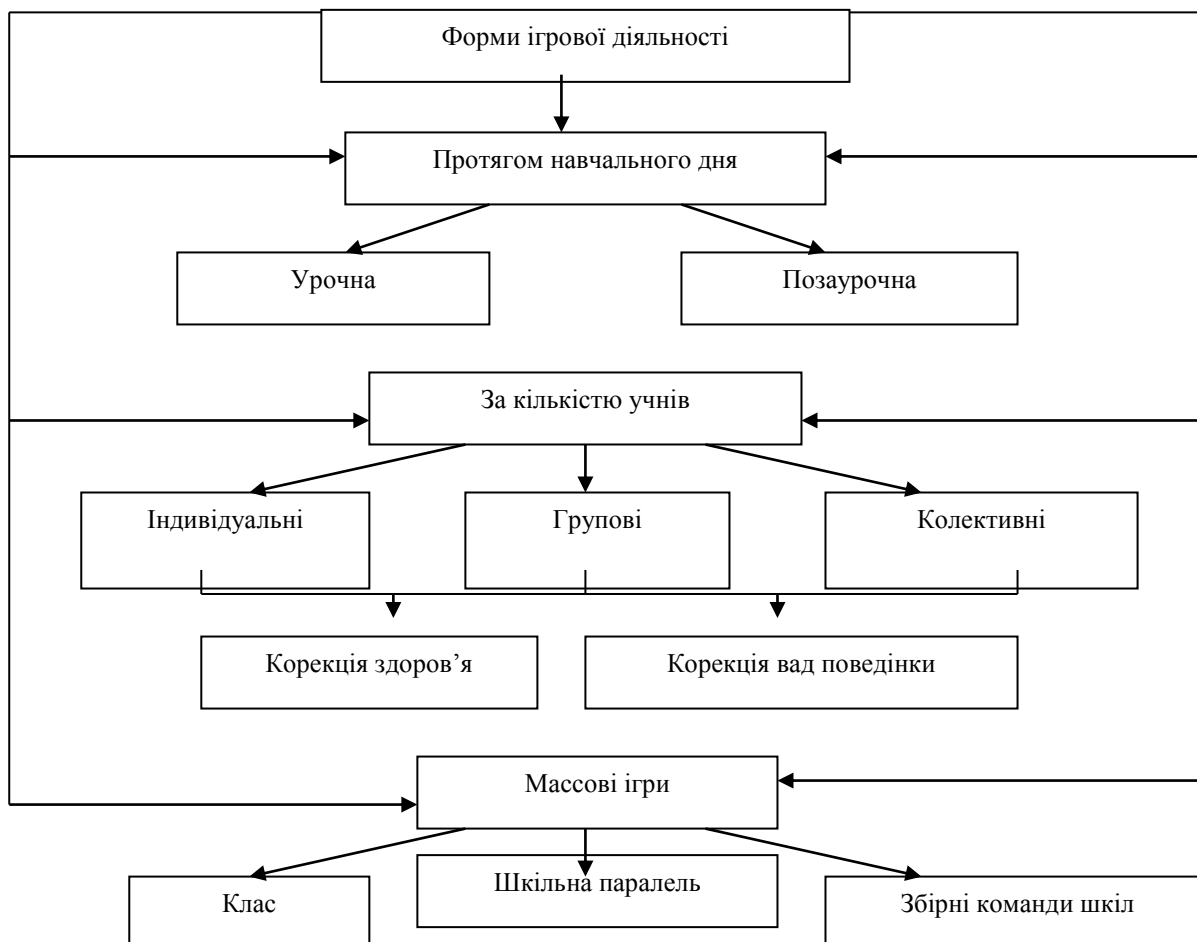 Форми ігрової діяльності
Протягом навчального дня
Урочна
Позаурочна
За кількістю учнів
Індивідуальні
Групові
Колективні
Корекція здоров’я
Корекція вад поведінки
Массові ігри
Клас
Шкільна паралель
Збірні команди шкіл